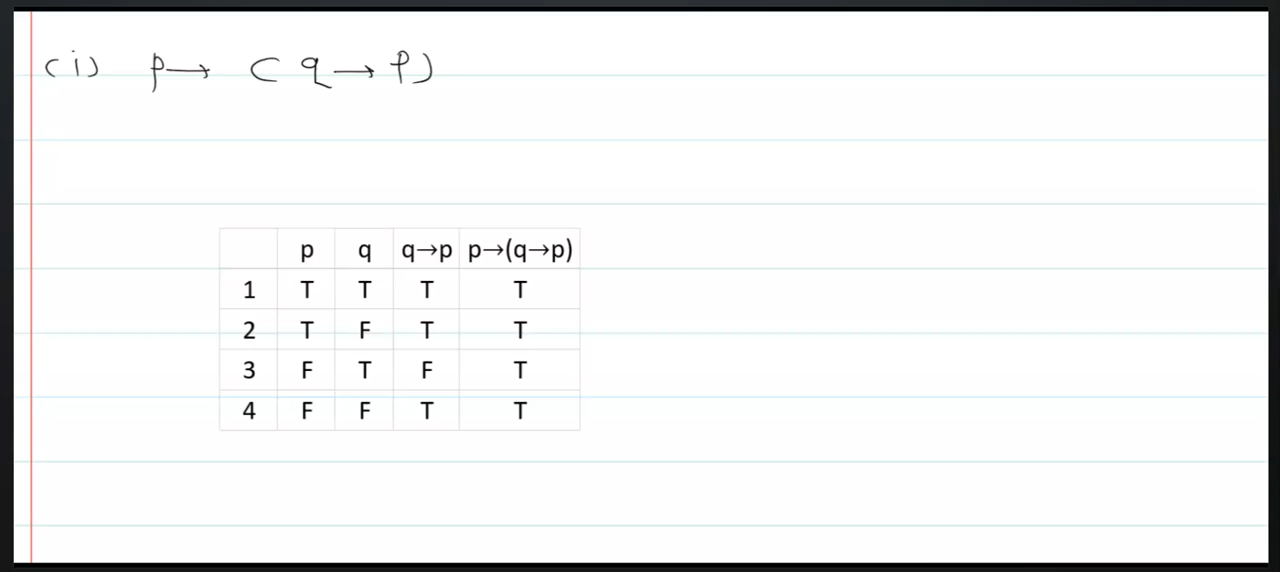 (i) p→ (q→p)
p q q→p p→(q→p)
1 T T T T
2 T F T T
3 F T F T
4 F F T T